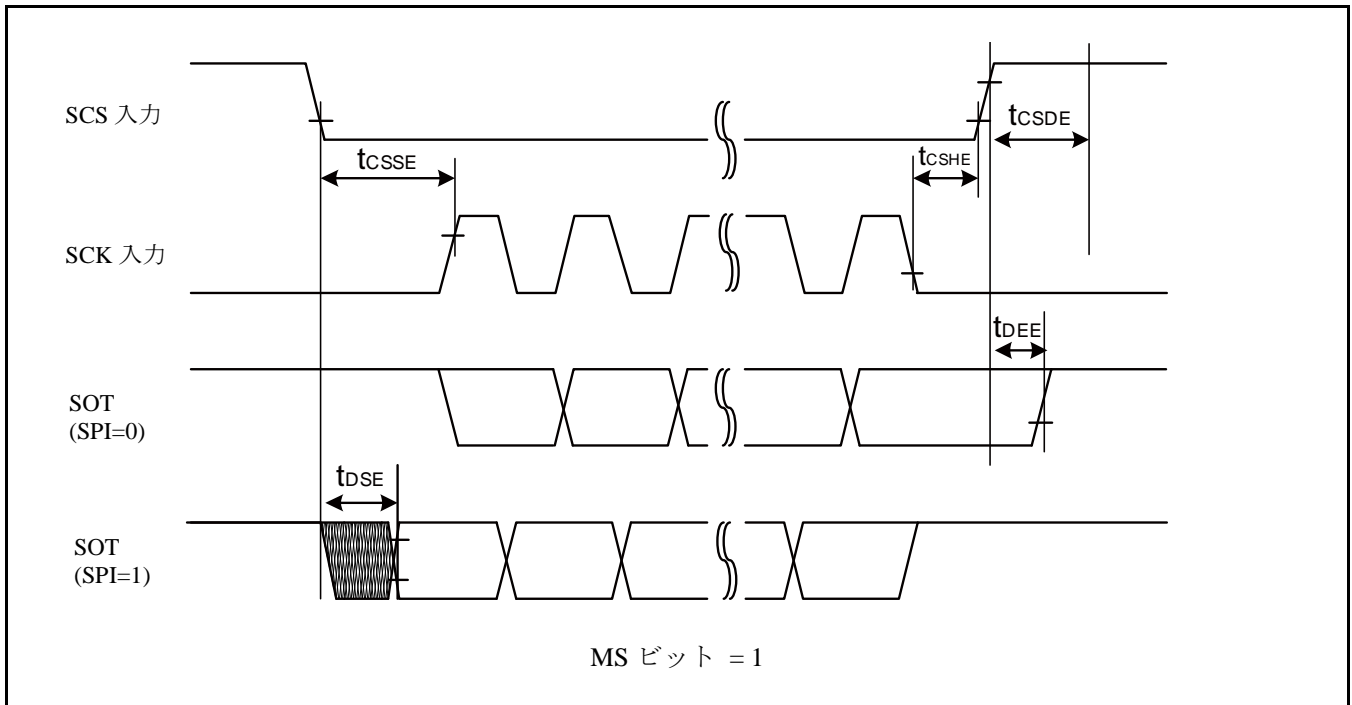 SCS 入力
tCSSE
tCSHE
tCSDE
SCK 入力
tDEE
SOT
(SPI=0)
tDSE
SOT
(SPI=1)
MS ビット = 1